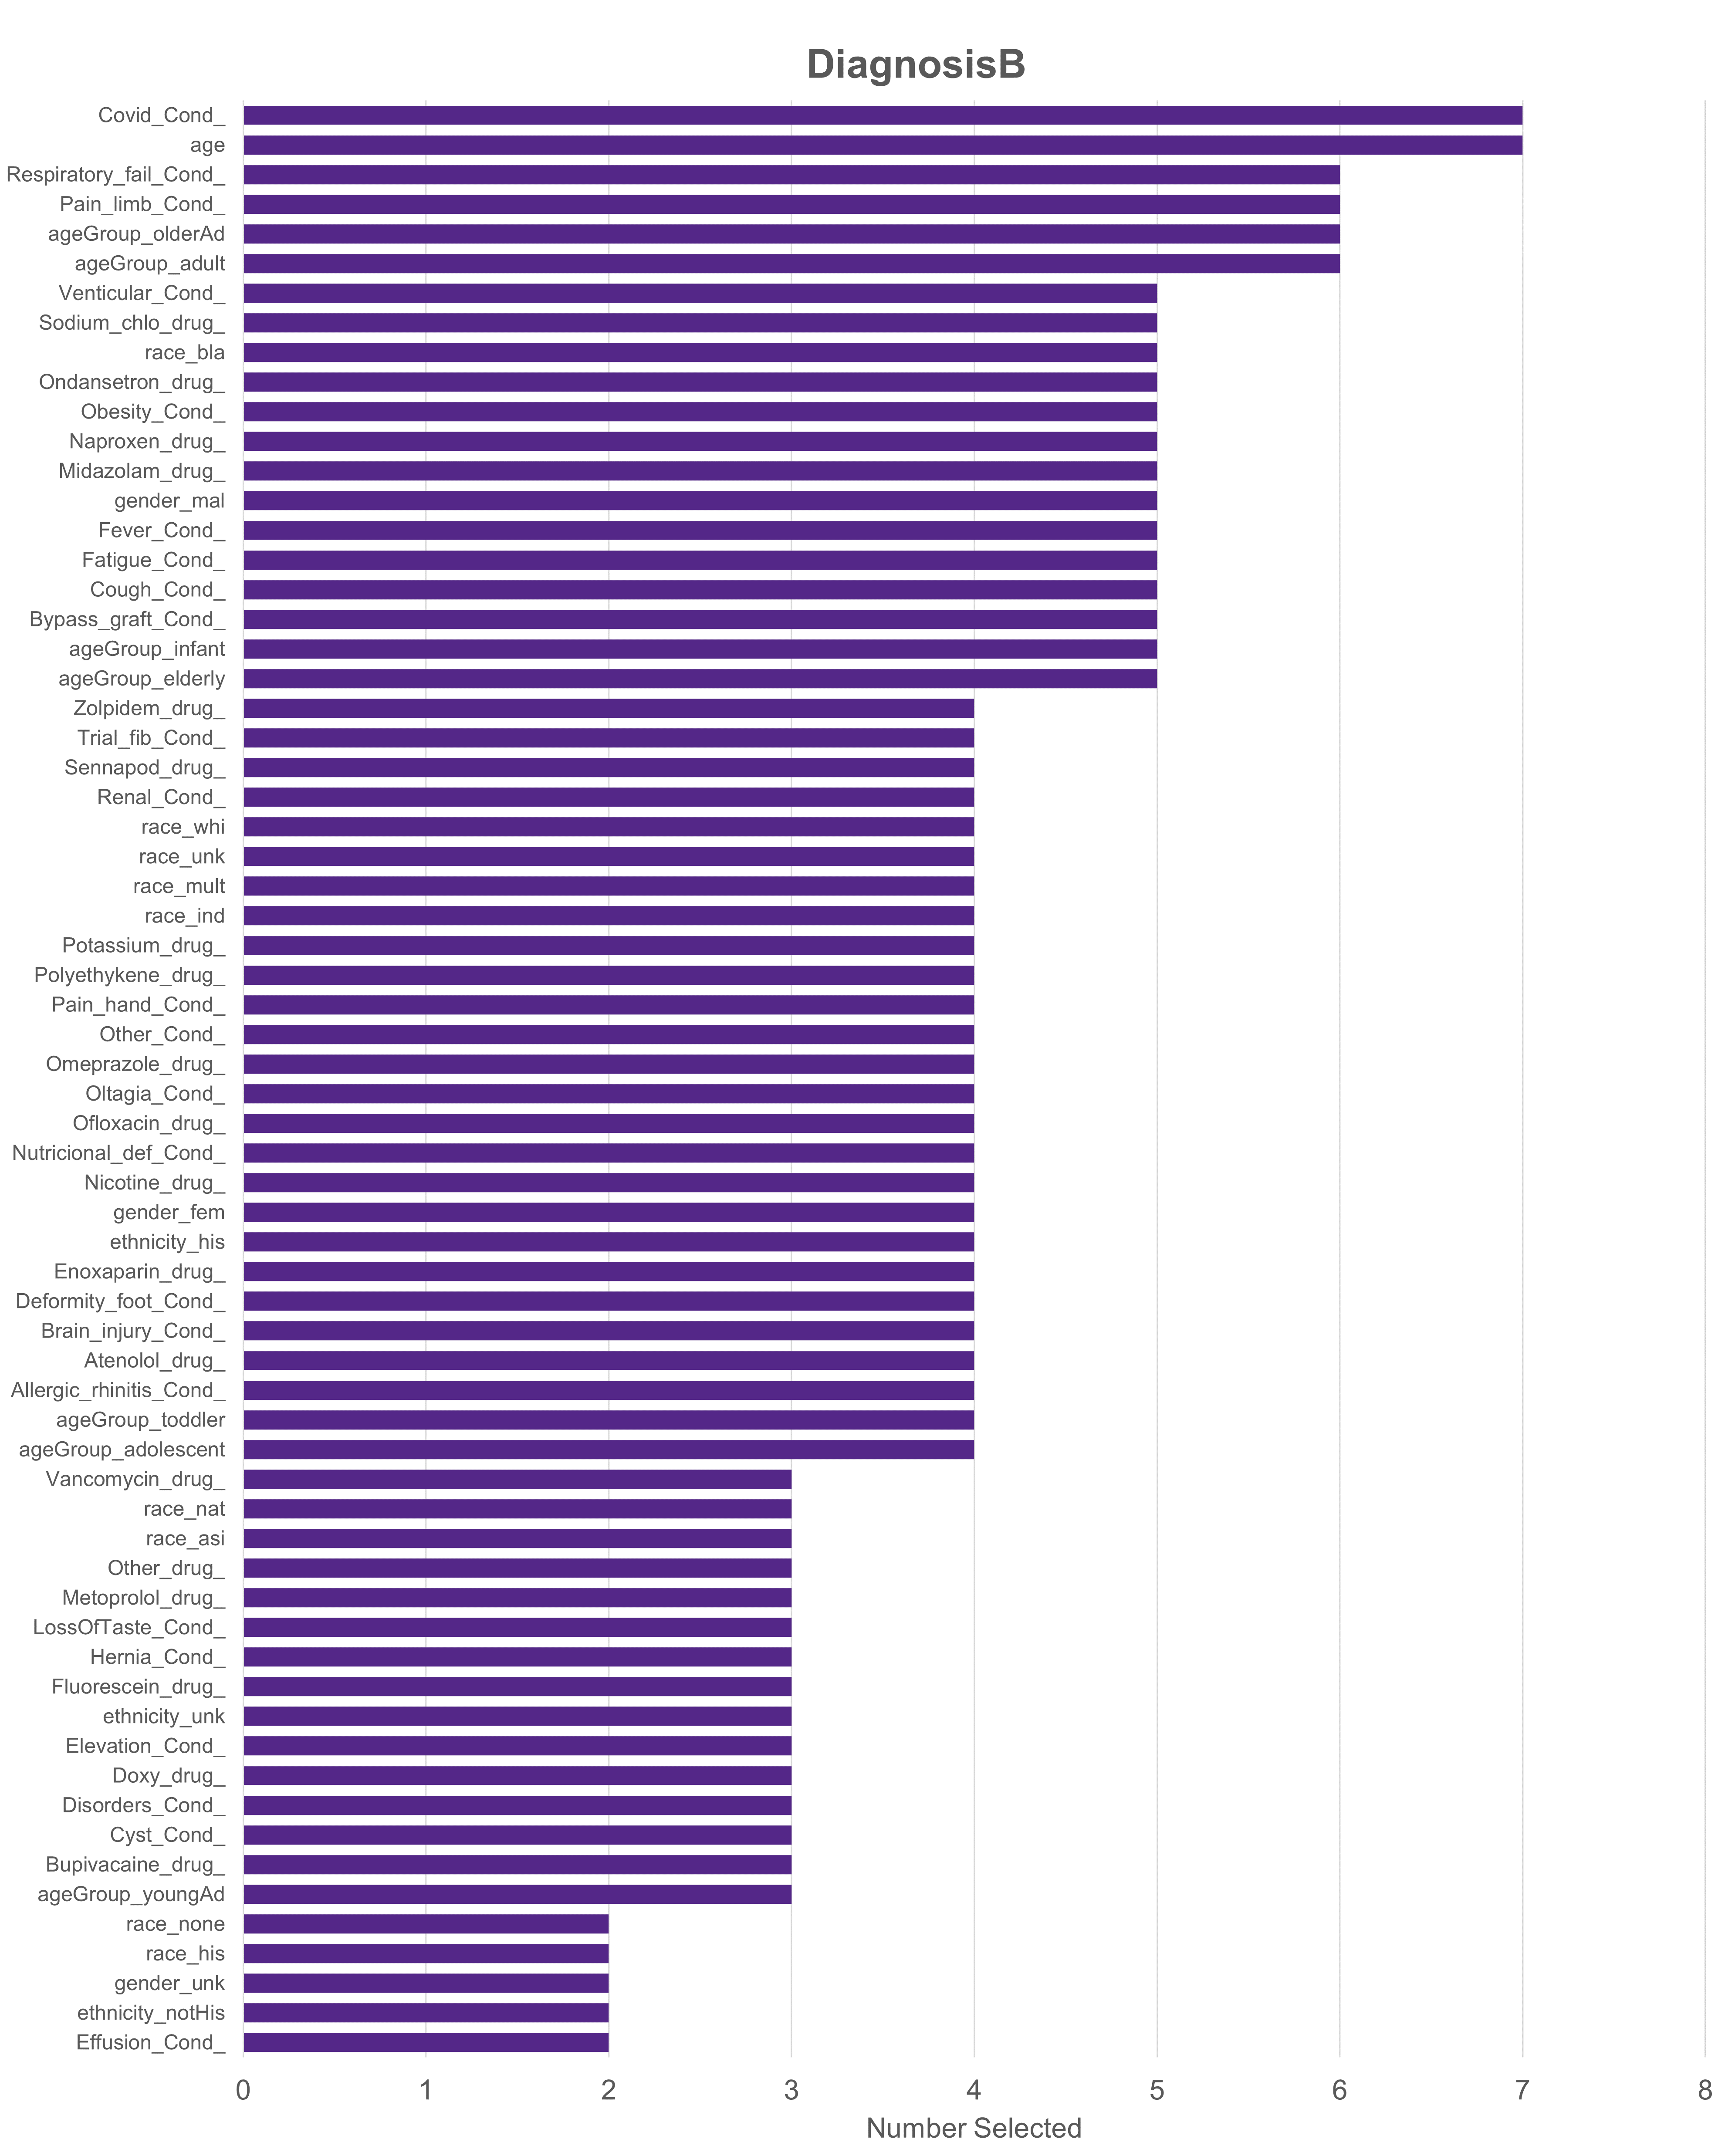 DiagnosisB
Covid_Cond_
age
Respiratory_fail_Cond_
Pain_limb_Cond_
ageGroup_olderAd
ageGroup_adult
Venticular_Cond_
Sodium_chlo_drug_
race_bla
Ondansetron_drug_
Obesity_Cond_
Naproxen_drug_
Midazolam_drug_
gender_mal
Fever_Cond_
Fatigue_Cond_
Cough_Cond_
Bypass_graft_Cond_
ageGroup_infant
ageGroup_elderly
Zolpidem_drug_
Trial_fib_Cond_
Sennapod_drug_
Renal_Cond_
race_whi
race_unk
race_mult
race_ind
Potassium_drug_
Polyethykene_drug_
Pain_hand_Cond_
Other_Cond_
Omeprazole_drug_
Oltagia_Cond_
Ofloxacin_drug_
Nutricional_def_Cond_
Nicotine_drug_
gender_fem
ethnicity_his
Enoxaparin_drug_
Deformity_foot_Cond_
Brain_injury_Cond_
Atenolol_drug_
Allergic_rhinitis_Cond_
ageGroup_toddler
ageGroup_adolescent
Vancomycin_drug_
race_nat
race_asi
Other_drug_
Metoprolol_drug_
LossOfTaste_Cond_
Hernia_Cond_
Fluorescein_drug_
ethnicity_unk
Elevation_Cond_
Doxy_drug_
Disorders_Cond_
Cyst_Cond_
Bupivacaine_drug_
ageGroup_youngAd
race_none
race_his
gender_unk
ethnicity_notHis
Effusion_Cond_
0 1 2 3 4 5 6 7 8
Number Selected